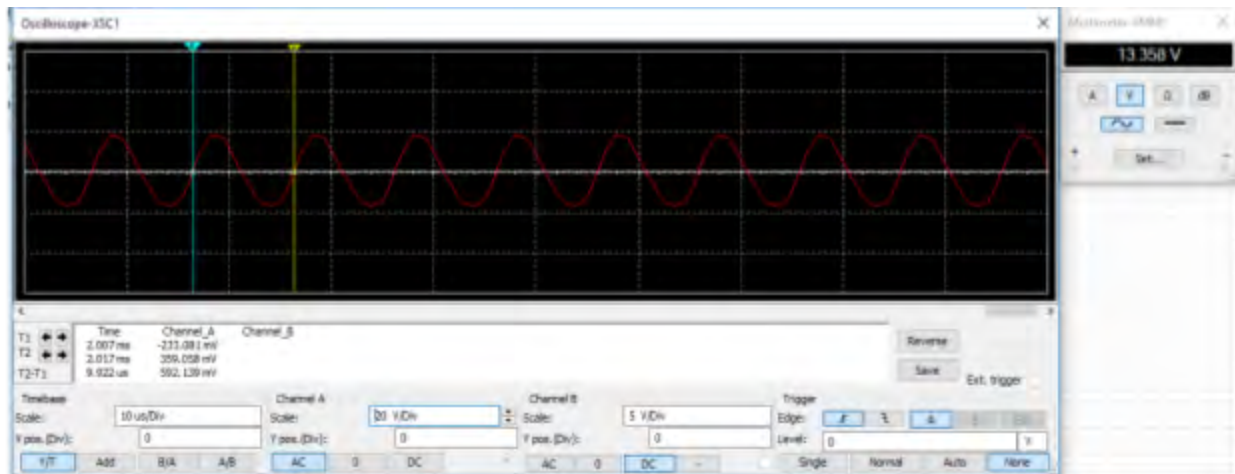 Oscilloscope-XSC1
Multimeter-XMM1
13.358 V
A V Ω dB
Set...
+ -
T1
T2
T2-T1
Time Channel_A Channel_B
2.007 ms -233.081 mV
2.017 ms 359.058 mV
9.922 us 592.139 mV
Reverse
Save
Ext. trigger
Timebase
Scale: 10 us/Div
Y pos.(Div): 0
Y/T Add B/A A/B
Channel A
Scale: 20 V/Div
Y pos.(Div): 0
AC 0 DC -
Channel B
Scale: 5 V/Div
Y pos.(Div): 0
AC 0 DC -
Trigger
Edge: A
Level: 0 V
Single Normal Auto None